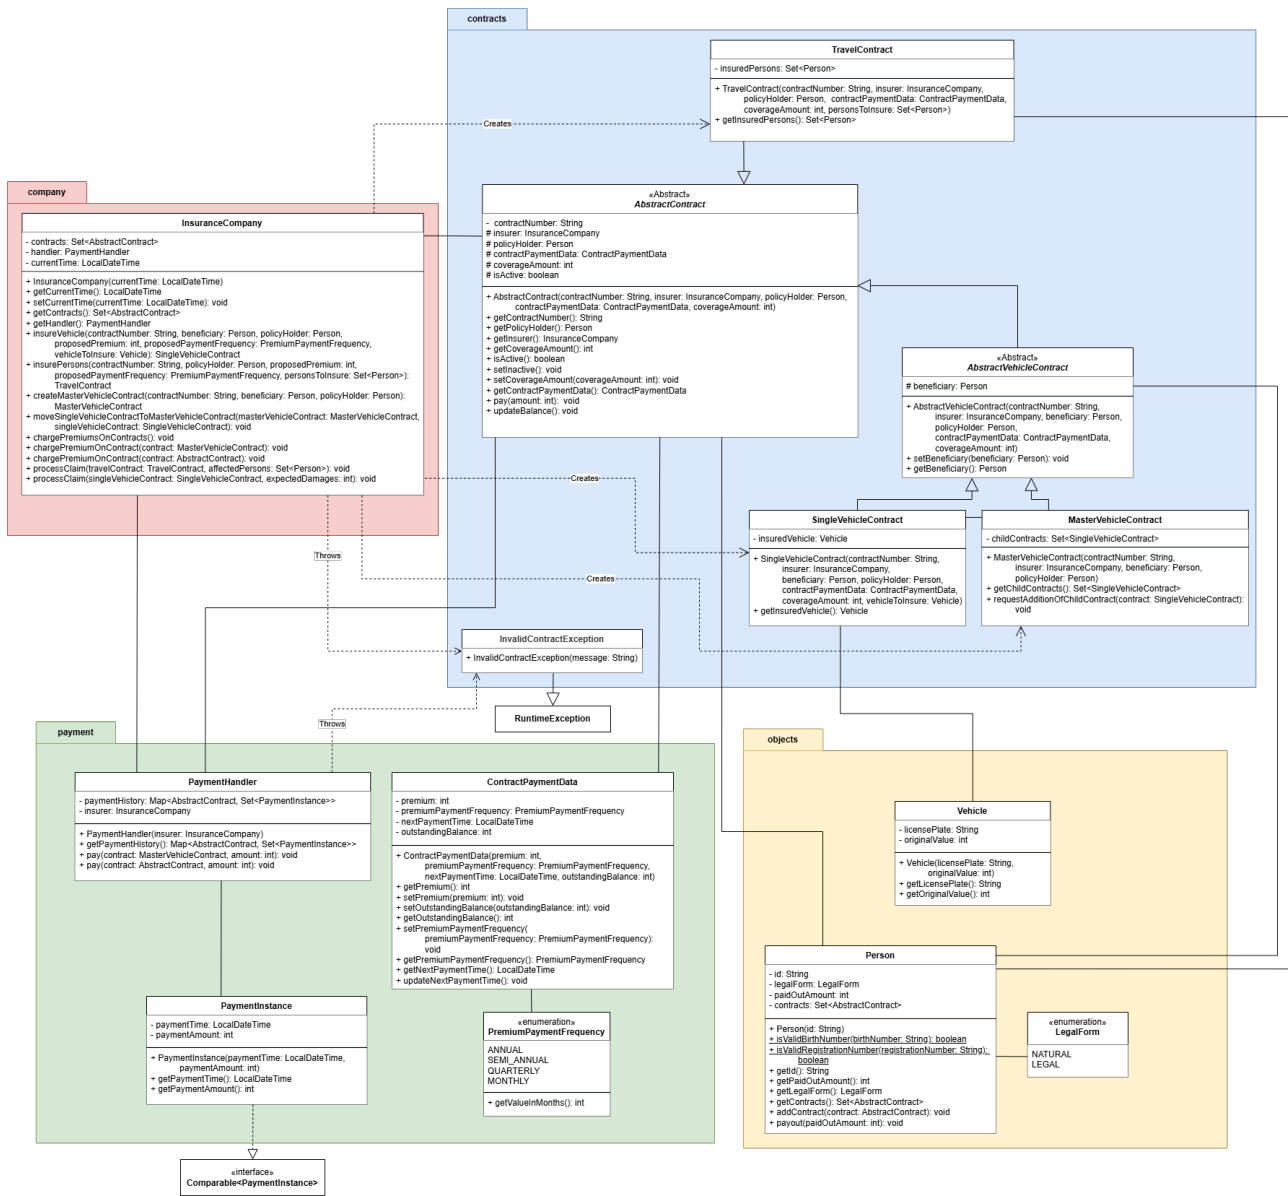 contracts
TravelContract
- insuredPersons: Set<Person>
+ TravelContract(contractNumber: String, insurer: InsuranceCompany,
policyHolder: Person, contractPaymentData: ContractPaymentData,
coverageAmount: int, personsToInsure: Set<Person>)
+ getInsuredPersons(): Set<Person>
Creates
company
InsuranceCompany
- contracts: Set<AbstractContract>
- handler: PaymentHandler
- currentTime: LocalDateTime
+ InsuranceCompany(currentTime: LocalDateTime)
+ getCurrentTime(): LocalDateTime
+ setCurrentTime(currentTime: LocalDateTime): void
+ getContracts(): Set<AbstractContract>
+ getHandler(): PaymentHandler
+ insureVehicle(contractNumber: String, beneficiary: Person, policyHolder: Person,
proposedPremium: int, proposedPaymentFrequency: PremiumPaymentFrequency,
vehicleToInsure: Vehicle): SingleVehicleContract
+ insurePersons(contractNumber: String, policyHolder: Person, proposedPremium: int,
proposedPaymentFrequency: PremiumPaymentFrequency, personsToInsure: Set<Person>):
TravelContract
+ createMasterVehicleContract(contractNumber: String, beneficiary: Person, policyHolder: Person):
MasterVehicleContract
+ moveSingleVehicleContractToMasterVehicleContract(masterVehicleContract: MasterVehicleContract,
singleVehicleContract: SingleVehicleContract): void
+ chargePremiumsOnContracts(): void
+ chargePremiumOnContract(contract: MasterVehicleContract): void
+ chargePremiumOnContract(contract: AbstractContract): void
+ processClaim(travelContract: TravelContract, affectedPersons: Set<Person>): void
+ processClaim(singleVehicleContract: SingleVehicleContract, expectedDamages: int): void
«Abstract»
AbstractContract
- contractNumber: String
# insurer: InsuranceCompany
# policyHolder: Person
# contractPaymentData: ContractPaymentData
# coverageAmount: int
# isActive: boolean
+ AbstractContract(contractNumber: String, insurer: InsuranceCompany, policyHolder: Person,
contractPaymentData: ContractPaymentData, coverageAmount: int)
+ getContractNumber(): String
+ getPolicyHolder(): Person
+ getInsurer(): InsuranceCompany
+ getCoverageAmount(): int
+ isActive(): boolean
+ setInactive(): void
+ setCoverageAmount(coverageAmount: int): void
+ getContractPaymentData(): ContractPaymentData
+ pay(amount: int): void
+ updateBalance(): void
«Abstract»
AbstractVehicleContract
# beneficiary: Person
+ AbstractVehicleContract(contractNumber: String,
insurer: InsuranceCompany, beneficiary: Person,
policyHolder: Person,
contractPaymentData: ContractPaymentData,
coverageAmount: int)
+ setBeneficiary(beneficiary: Person): void
+ getBeneficiary(): Person
Creates
SingleVehicleContract
- insuredVehicle: Vehicle
+ SingleVehicleContract(contractNumber: String,
insurer: InsuranceCompany,
beneficiary: Person, policyHolder: Person,
contractPaymentData: ContractPaymentData,
coverageAmount: int, vehicleToInsure: Vehicle)
+ getInsuredVehicle(): Vehicle
MasterVehicleContract
- childContracts: Set<SingleVehicleContract>
+ MasterVehicleContract(contractNumber: String,
insurer: InsuranceCompany, beneficiary: Person,
policyHolder: Person)
+ getChildContracts(): Set<SingleVehicleContract>
+ requestAdditionOfChildContract(contract: SingleVehicleContract):
void
Throws
Creates
InvalidContractException
+ InvalidContractException(message: String)
RuntimeException
Throws
payment
PaymentHandler
- paymentHistory: Map<AbstractContract, Set<PaymentInstance>>
- insurer: InsuranceCompany
+ PaymentHandler(insurer: InsuranceCompany)
+ getPaymentHistory(): Map<AbstractContract, Set<PaymentInstance>>
+ pay(contract: MasterVehicleContract, amount: int): void
+ pay(contract: AbstractContract, amount: int): void
ContractPaymentData
- premium: int
- premiumPaymentFrequency: PremiumPaymentFrequency
- nextPaymentTime: LocalDateTime
- outstandingBalance: int
+ ContractPaymentData(premium: int,
premiumPaymentFrequency: PremiumPaymentFrequency,
nextPaymentTime: LocalDateTime, outstandingBalance: int)
+ getPremium(): int
+ setPremium(premium: int): void
+ setOutstandingBalance(outstandingBalance: int): void
+ getOutstandingBalance(): int
+ setPremiumPaymentFrequency(
premiumPaymentFrequency: PremiumPaymentFrequency):
void
+ getPremiumPaymentFrequency(): PremiumPaymentFrequency
+ getNextPaymentTime(): LocalDateTime
+ updateNextPaymentTime(): void
PaymentInstance
- paymentTime: LocalDateTime
- paymentAmount: int
+ PaymentInstance(paymentTime: LocalDateTime,
paymentAmount: int)
+ getPaymentTime(): LocalDateTime
+ getPaymentAmount(): int
«enumeration»
PremiumPaymentFrequency
ANNUAL
SEMI_ANNUAL
QUARTERLY
MONTHLY
+ getValueInMonths(): int
«interface»
Comparable<PaymentInstance>
objects
Vehicle
- licensePlate: String
- originalValue: int
+ Vehicle(licensePlate: String,
originalValue: int)
+ getLicensePlate(): String
+ getOriginalValue(): int
Person
- id: String
- legalForm: LegalForm
- paidOutAmount: int
- contracts: Set<AbstractContract>
+ Person(id: String)
+ isValidBirthNumber(birthNumber: String): boolean
+ isValidRegistrationNumber(registrationNumber: String):
boolean
+ getId(): String
+ getPaidOutAmount(): int
+ getLegalForm(): LegalForm
+ getContracts(): Set<AbstractContract>
+ addContract(contract: AbstractContract): void
+ payout(paidOutAmount: int): void
«enumeration»
LegalForm
NATURAL
LEGAL